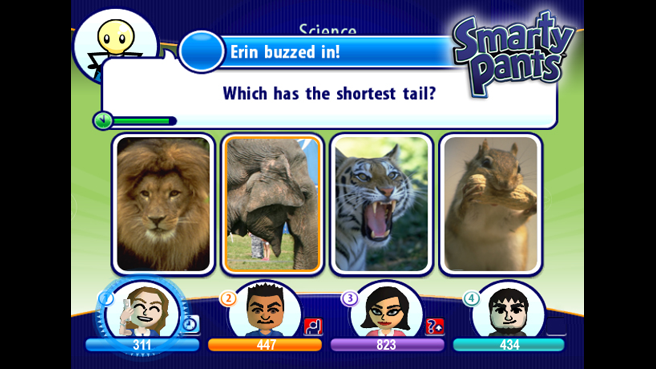 Science
Erin buzzed in!
Smarty
Pants
Which has the shortest tail?
1
2
3
?+
4
311
447
823
434